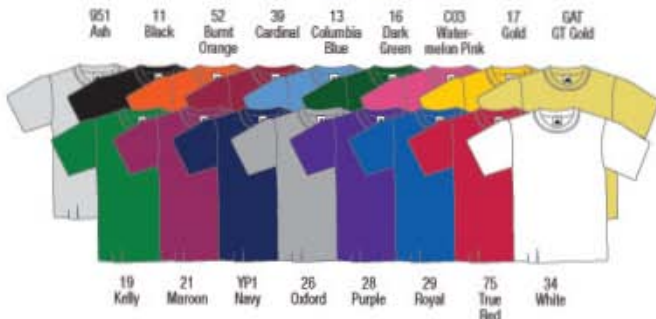 951 11 52 39 13 16 C03 17 GAT
Ash Black Burnt Cardinal Columbia Dark Water- Gold GT Gold
Orange Blue Green melon Pink
19 21 YP1 26 28 29 75 34
Kelly Maroon Navy Oxford Purple Royal True White
Red